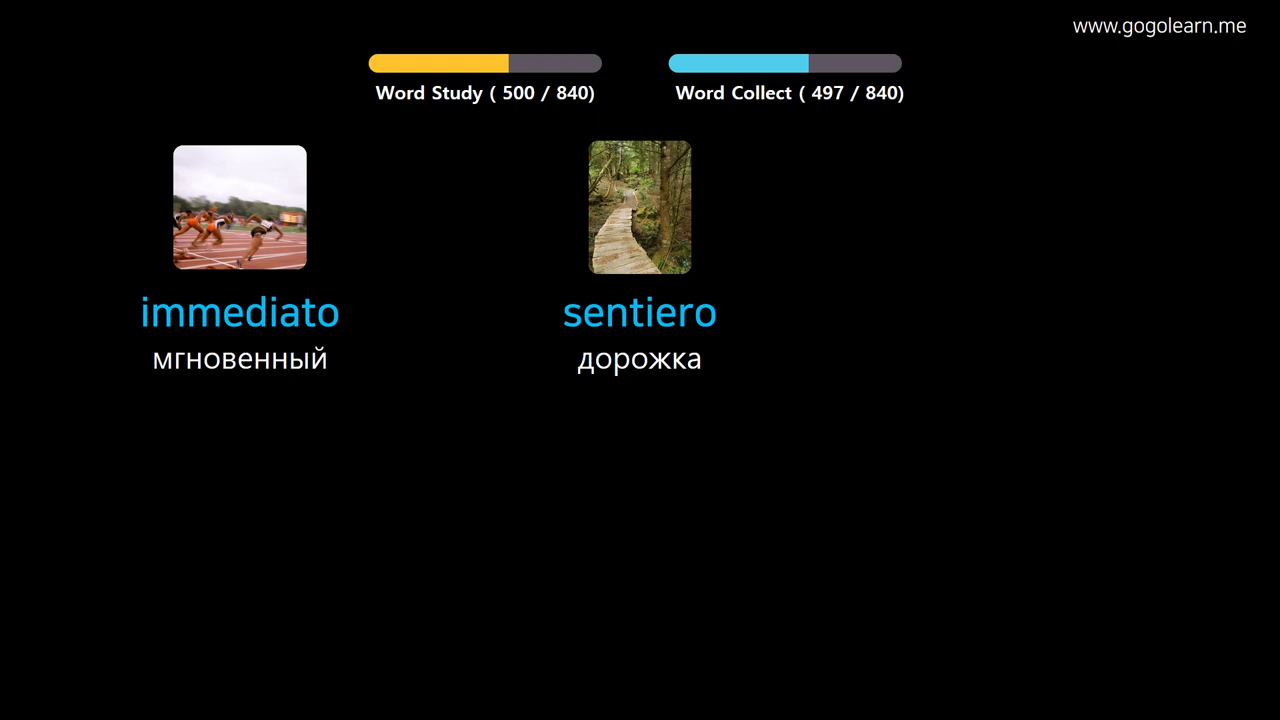 www.gogolearn.me
Word Study ( 500 / 840)
Word Collect ( 497 / 840)
immediato
мгновенный
sentiero
дорожка